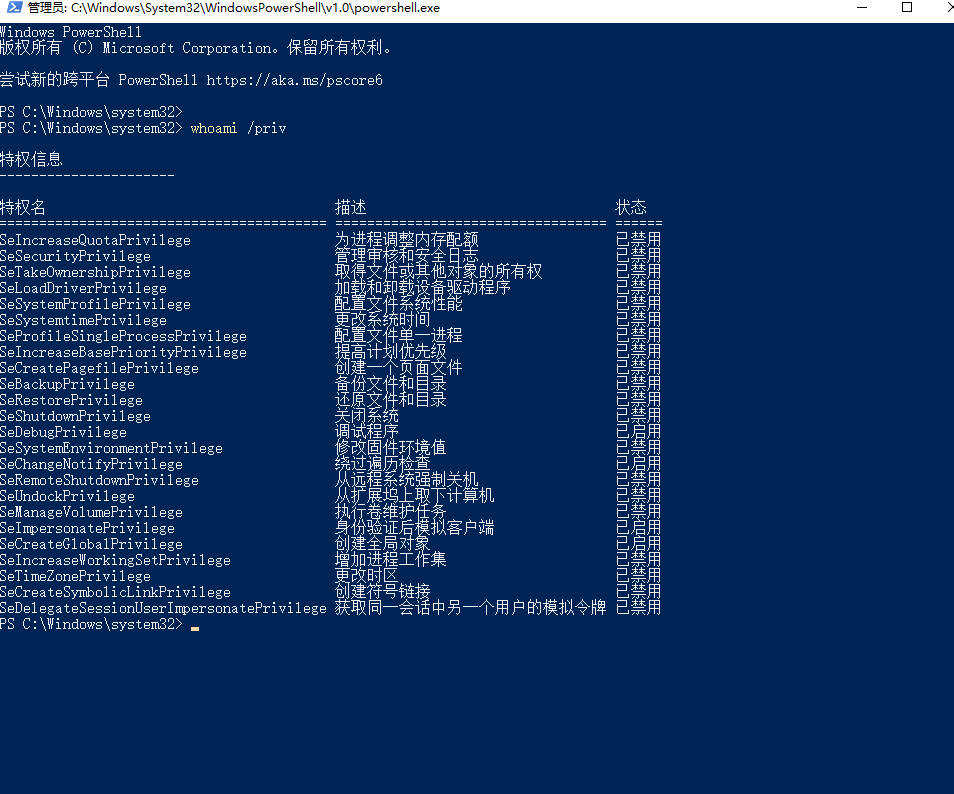 管理员: C:\Windows\System32\WindowsPowerShell\v1.0\powershell.exe
Windows PowerShell
版权所有 (C) Microsoft Corporation。保留所有权利。
尝试新的跨平台 PowerShell https://aka.ms/pscore6
PS C:\Windows\system32>
PS C:\Windows\system32> whoami /priv
特权信息
----------------------
特权名 描述 状态
========================================= ================================== ======
SeIncreaseQuotaPrivilege 为进程调整内存配额 已禁用
SeSecurityPrivilege 管理审核和安全日志 已禁用
SeTakeOwnershipPrivilege 取得文件或其他对象的所有权 已禁用
SeLoadDriverPrivilege 加载和卸载设备驱动程序 已禁用
SeSystemProfilePrivilege 配置文件系统性能 已禁用
SeSystemtimePrivilege 更改系统时间 已禁用
SeProfileSingleProcessPrivilege 配置文件单一进程 已禁用
SeIncreaseBasePriorityPrivilege 提高计划优先级 已禁用
SeCreatePagefilePrivilege 创建一个页面文件 已禁用
SeBackupPrivilege 备份文件和目录 已禁用
SeRestorePrivilege 还原文件和目录 已禁用
SeShutdownPrivilege 关闭系统 已禁用
SeDebugPrivilege 调试程序 已启用
SeSystemEnvironmentPrivilege 修改固件环境值 已禁用
SeChangeNotifyPrivilege 绕过遍历检查 已启用
SeRemoteShutdownPrivilege 从远程系统强制关机 已禁用
SeUndockPrivilege 从扩展坞上取下计算机 已禁用
SeManageVolumePrivilege 执行卷维护任务 已禁用
SeImpersonatePrivilege 身份验证后模拟客户端 已启用
SeCreateGlobalPrivilege 创建全局对象 已启用
SeIncreaseWorkingSetPrivilege 增加进程工作集 已禁用
SeTimeZonePrivilege 更改时区 已禁用
SeCreateSymbolicLinkPrivilege 创建符号链接 已禁用
SeDelegateSessionUserImpersonatePrivilege 获取同一会话中另一个用户的模拟令牌 已禁用
PS C:\Windows\system32>